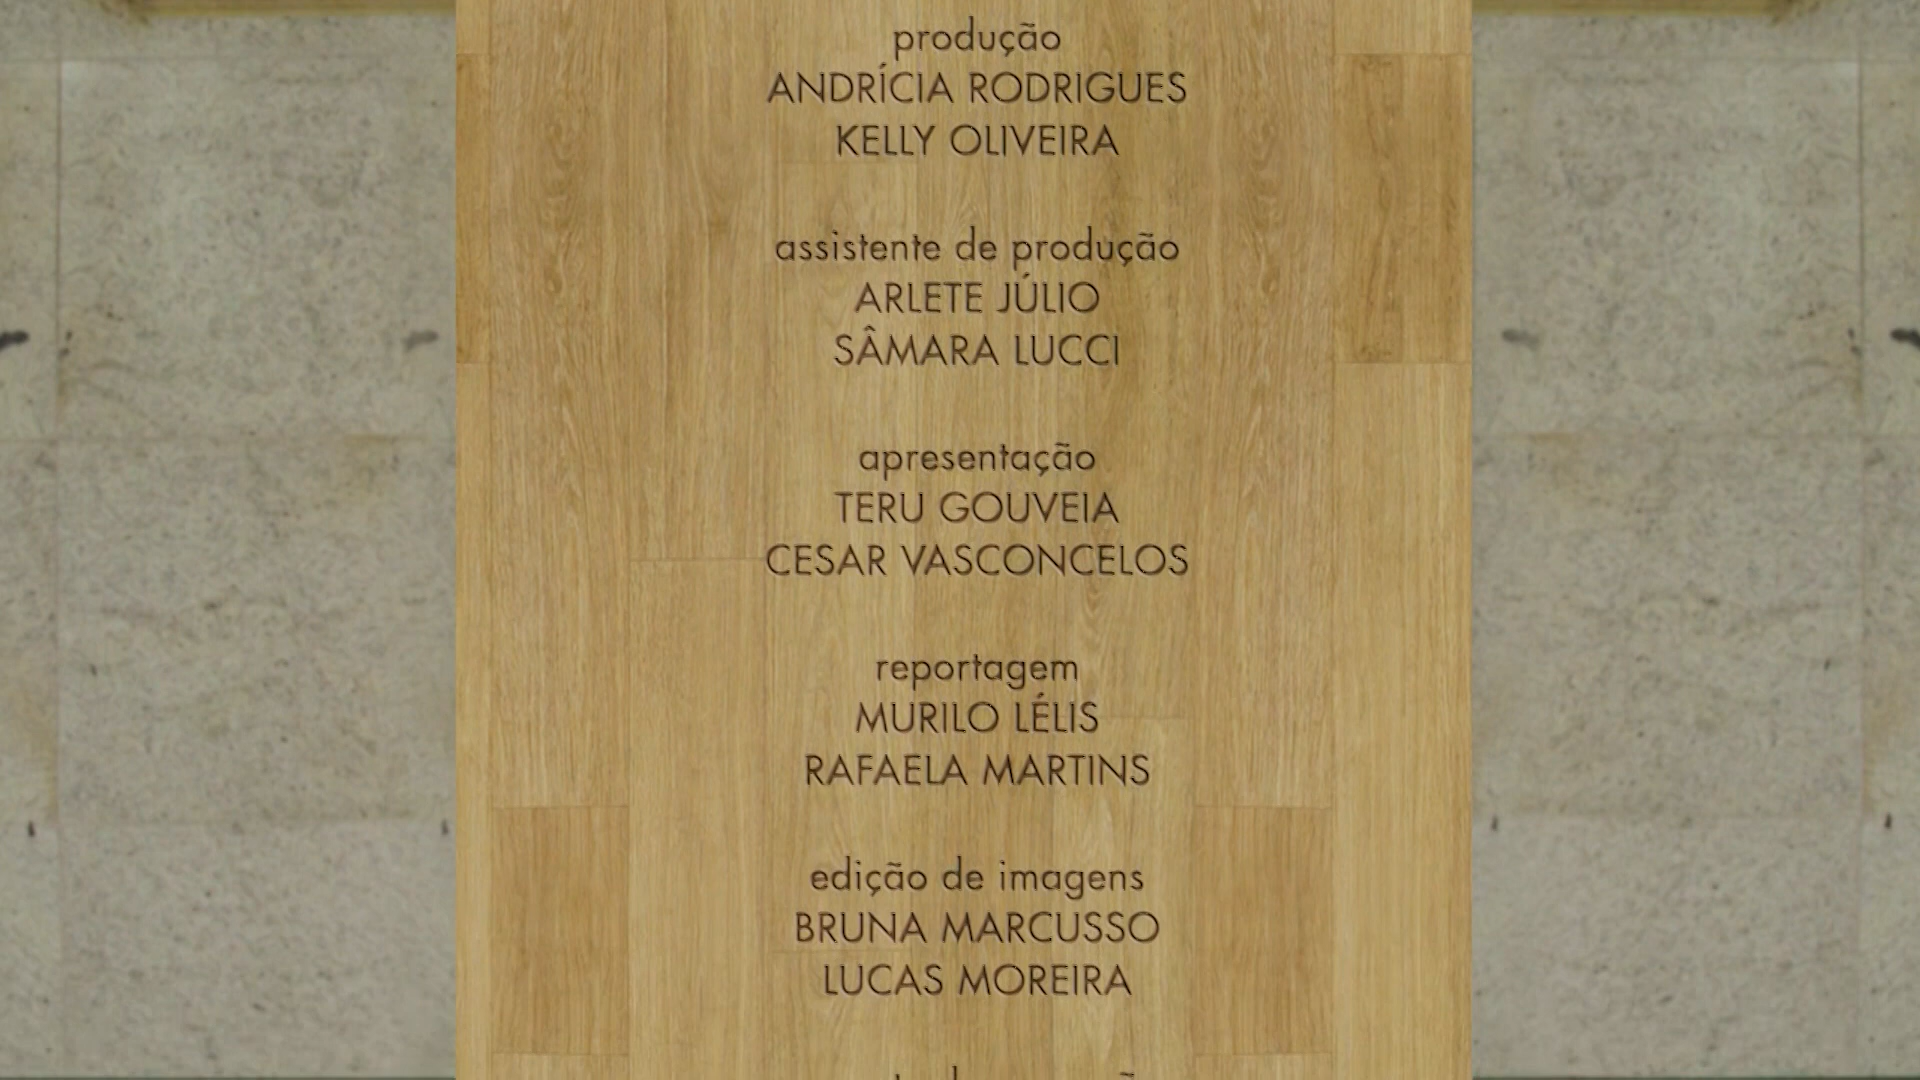 produção
ANDRÍCIA RODRIGUES
KELLY OLIVEIRA
assistente de produção
ARLETE JÚLIO
SÂMARA LUCCI
apresentação
TERU GOUVEIA
CESAR VASCONCELOS
reportagem
MURILO LÉLIS
RAFAELA MARTINS
edição de imagens
BRUNA MARCUSSO
LUCAS MOREIRA